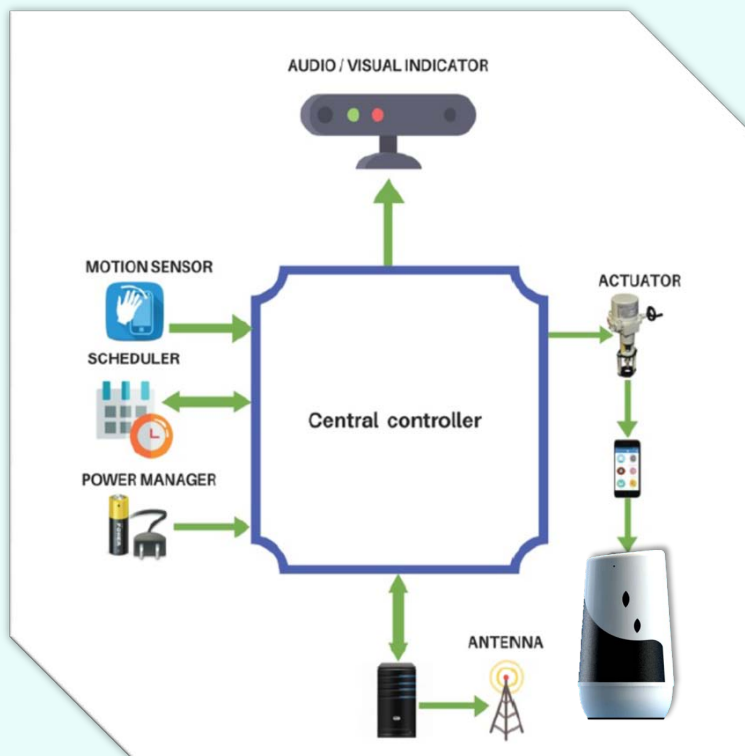 AUDIO / VISUAL INDICATOR
MOTION SENSOR
ACTUATOR
SCHEDULER
Central controller
POWER MANAGER
ANTENNA